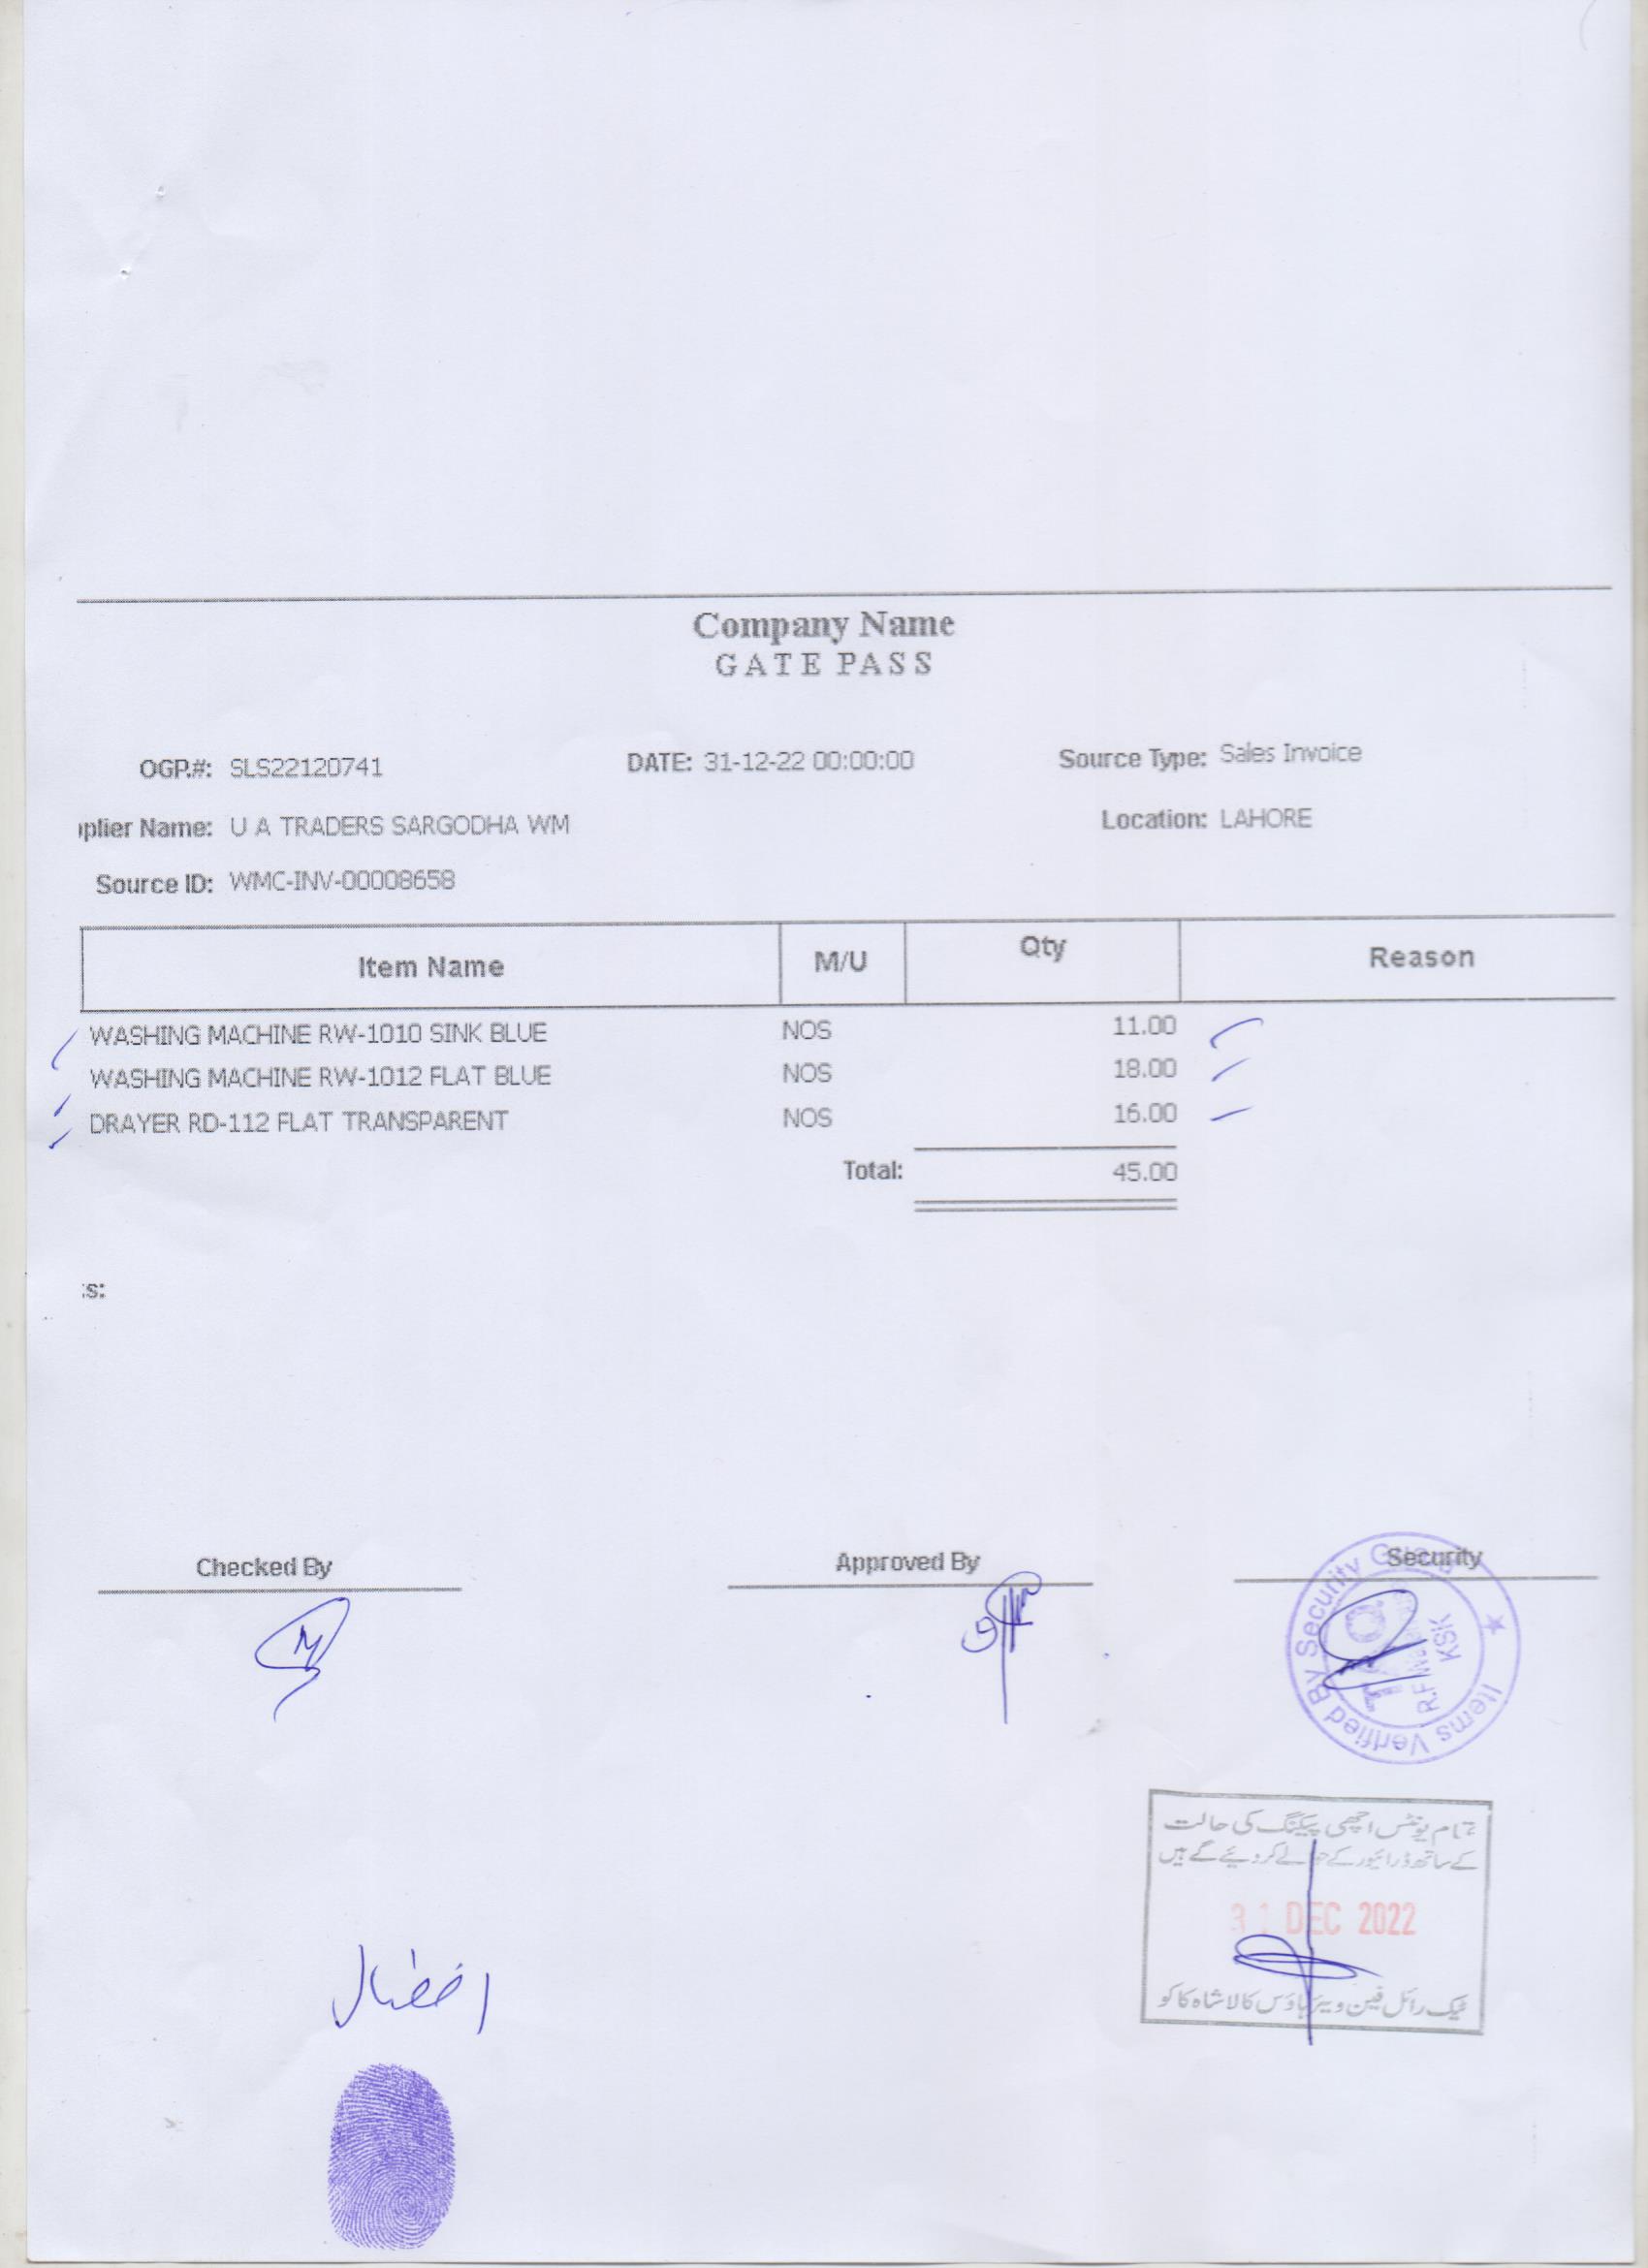 Company Name
GATE PASS
OGP.#: SLS22120741 DATE: 31-12-22 00:00:00 Source Type: Sales Invoice
plier Name: U A TRADERS SARGODHA WM Location: LAHORE
Source ID: WMC-INV-00008658
Item Name M/U Qty Reason
WASHING MACHINE RW-1010 SINK BLUE NOS 11.00
WASHING MACHINE RW-1012 FLAT BLUE NOS 18.00
DRAYER RD-112 FLAT TRANSPARENT NOS 16.00
Total: 45.00
s:
Checked By Approved By Security
Items Verified By Security
KSK
تمام یونٹس اچھی پیکینگ کی حالت
کے ساتھ ڈرائیور کے حوالے کر دیئے گے ہیں
31 DEC 2022
ٹیک رائل فین ویئر ہاؤس کالا شاہ کاکو
افضال